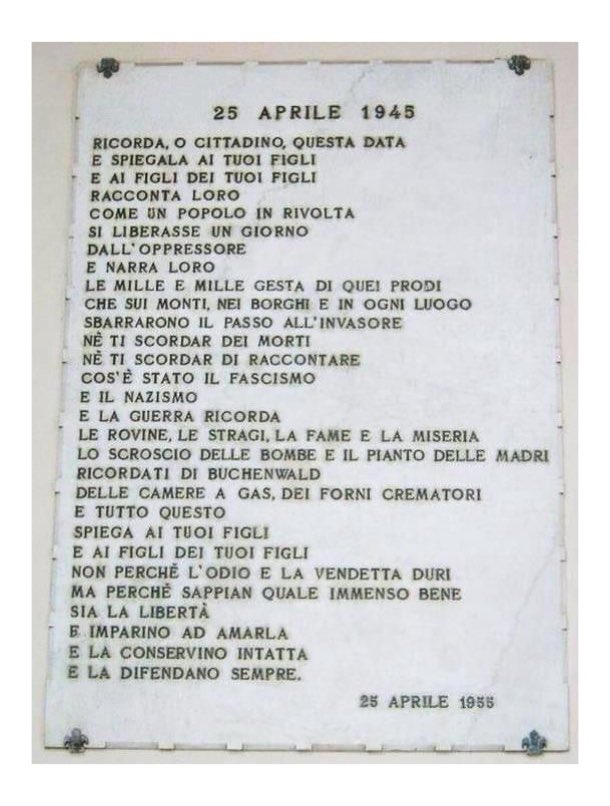 25 APRILE 1945
RICORDA, O CITTADINO, QUESTA DATA
E SPIEGALA AI TUOI FIGLI
E AI FIGLI DEI TUOI FIGLI
RACCONTA LORO
COME UN POPOLO IN RIVOLTA
SI LIBERASSE UN GIORNO
DALL'OPPRESSORE
E NARRA LORO
LE MILLE E MILLE GESTA DI QUEI PRODI
CHE SUI MONTI, NEI BORGHI E IN OGNI LUOGO
SBARRARONO IL PASSO ALL'INVASORE
NÈ TI SCORDAR DEI MORTI
NÈ TI SCORDAR DI RACCONTARE
COS'È STATO IL FASCISMO
E IL NAZISMO
E LA GUERRA RICORDA
LE ROVINE, LE STRAGI, LA FAME E LA MISERIA
LO SCROSCIO DELLE BOMBE E IL PIANTO DELLE MADRI
RICORDATI DI BUCHENWALD
DELLE CAMERE A GAS, DEI FORNI CREMATORI
E TUTTO QUESTO
SPIEGA AI TUOI FIGLI
E AI FIGLI DEI TUOI FIGLI
NON PERCHÈ L'ODIO E LA VENDETTA DURI
MA PERCHÈ SAPPIAN QUALE IMMENSO BENE
SIA LA LIBERTÀ
E IMPARINO AD AMARLA
E LA CONSERVINO INTATTA
E LA DIFENDANO SEMPRE.
25 APRILE 1955